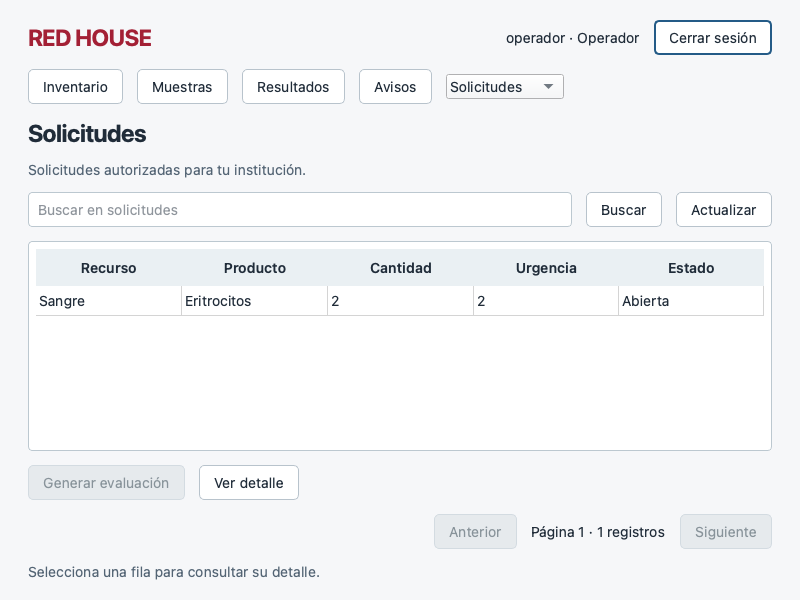 RED HOUSE
operador · Operador
Cerrar sesión
Inventario
Muestras
Resultados
Avisos
Solicitudes
Solicitudes
Solicitudes autorizadas para tu institución.
Buscar en solicitudes
Buscar
Actualizar
Recurso Producto Cantidad Urgencia Estado
Sangre Eritrocitos 2 2 Abierta
Generar evaluación
Ver detalle
Anterior
Página 1 · 1 registros
Siguiente
Selecciona una fila para consultar su detalle.